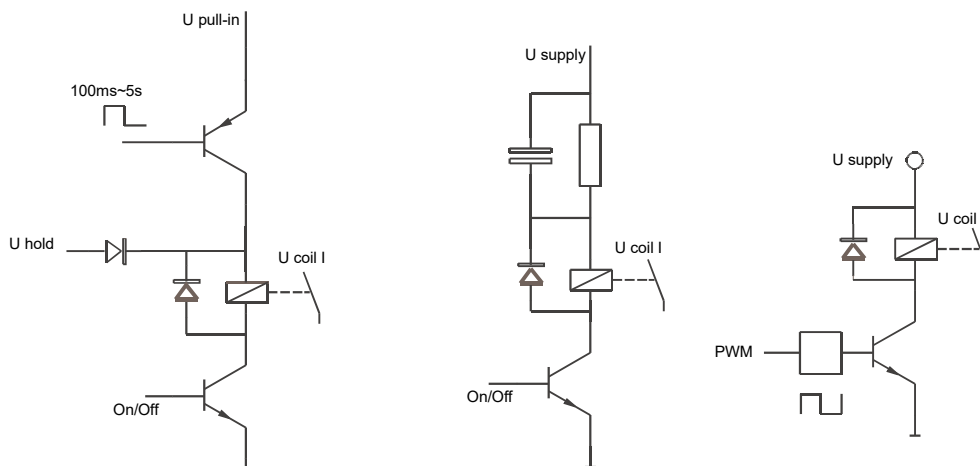 U pull-in
100ms~5s
U hold
U coil I
On/Off
U supply
U coil I
On/Off
U supply
U coil
PWM